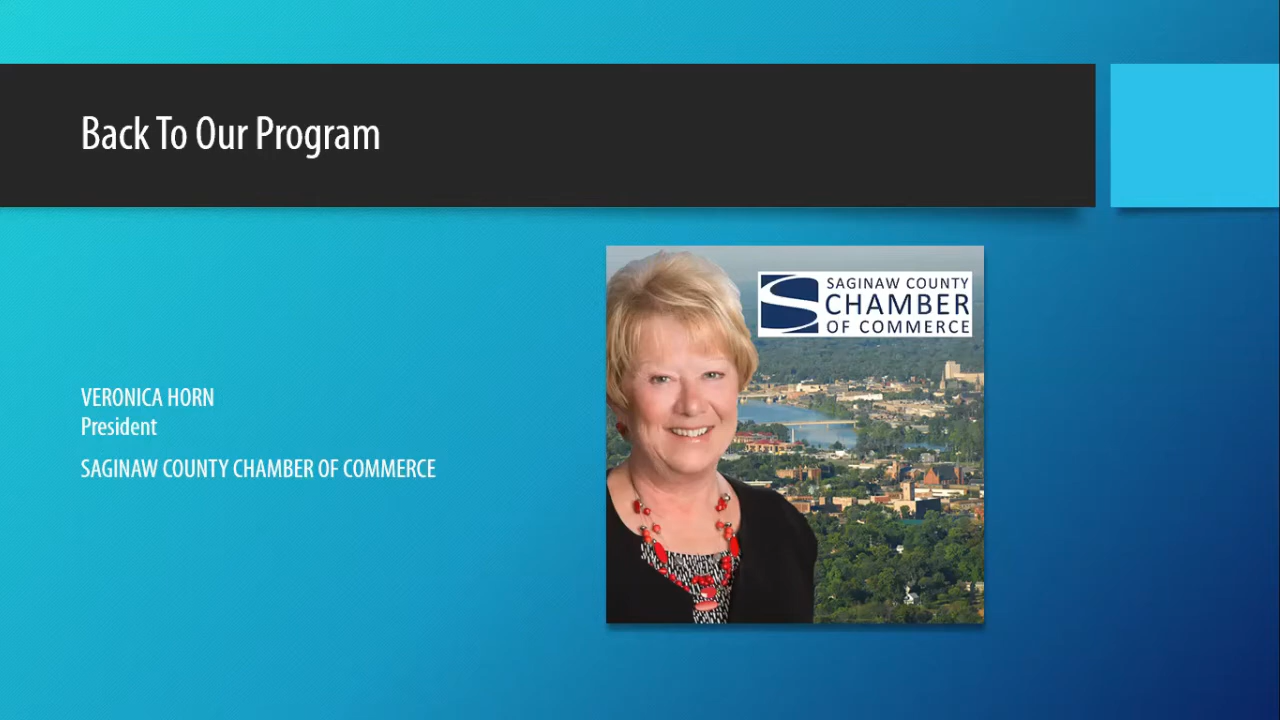 Back To Our Program
SAGINAW COUNTY
CHAMBER
OF COMMERCE
VERONICA HORN
President
SAGINAW COUNTY CHAMBER OF COMMERCE